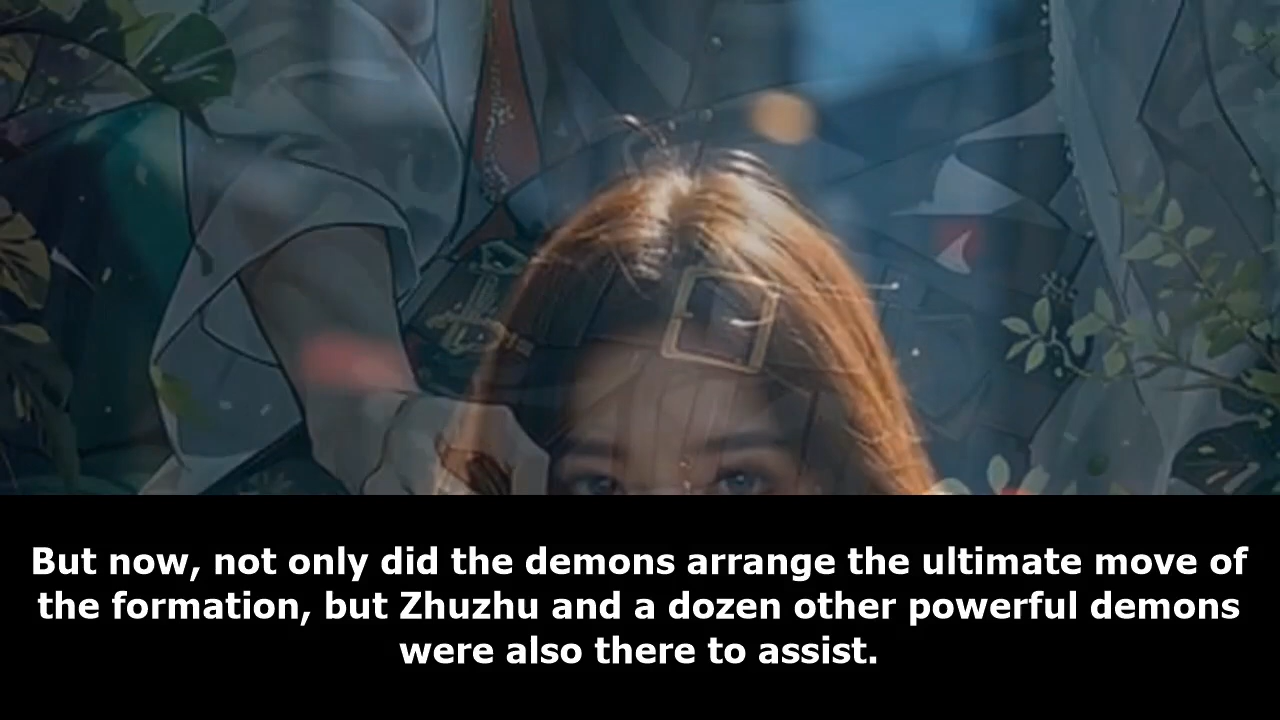 But now, not only did the demons arrange the ultimate move of
the formation, but Zhuzhu and a dozen other powerful demons
were also there to assist.